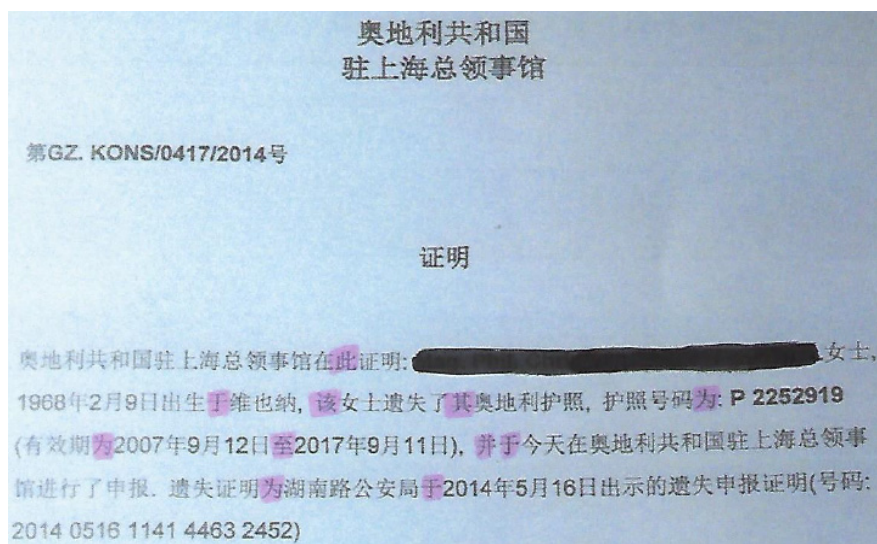 奥地利共和国
驻上海总领事馆
第GZ. KONS/0417/2014号
证明
奥地利共和国驻上海总领事馆在此证明: 女士,
1968年2月9日出生于维也纳, 该女士遗失了其奥地利护照, 护照号码为: P 2252919
(有效期为2007年9月12日至2017年9月11日), 并于今天在奥地利共和国驻上海总领事
馆进行了申报. 遗失证明为湖南路公安局于2014年5月16日出示的遗失申报证明(号码:
2014 0516 1141 4463 2452)